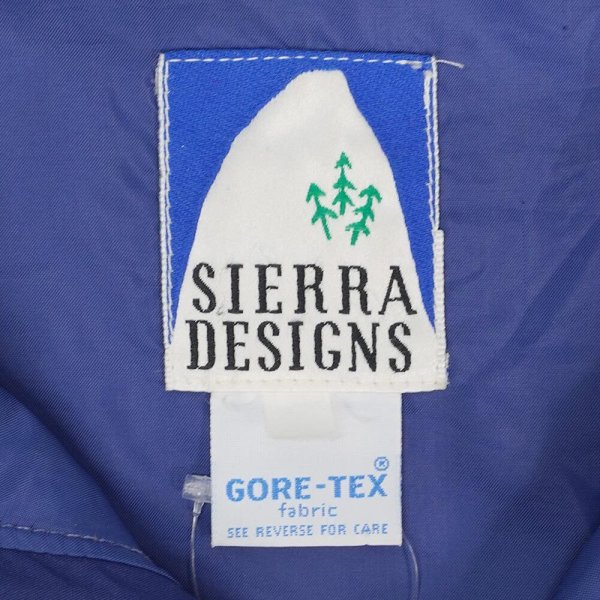 SIERRA
DESIGNS
GORE-TEX®
fabric
SEE REVERSE FOR CARE